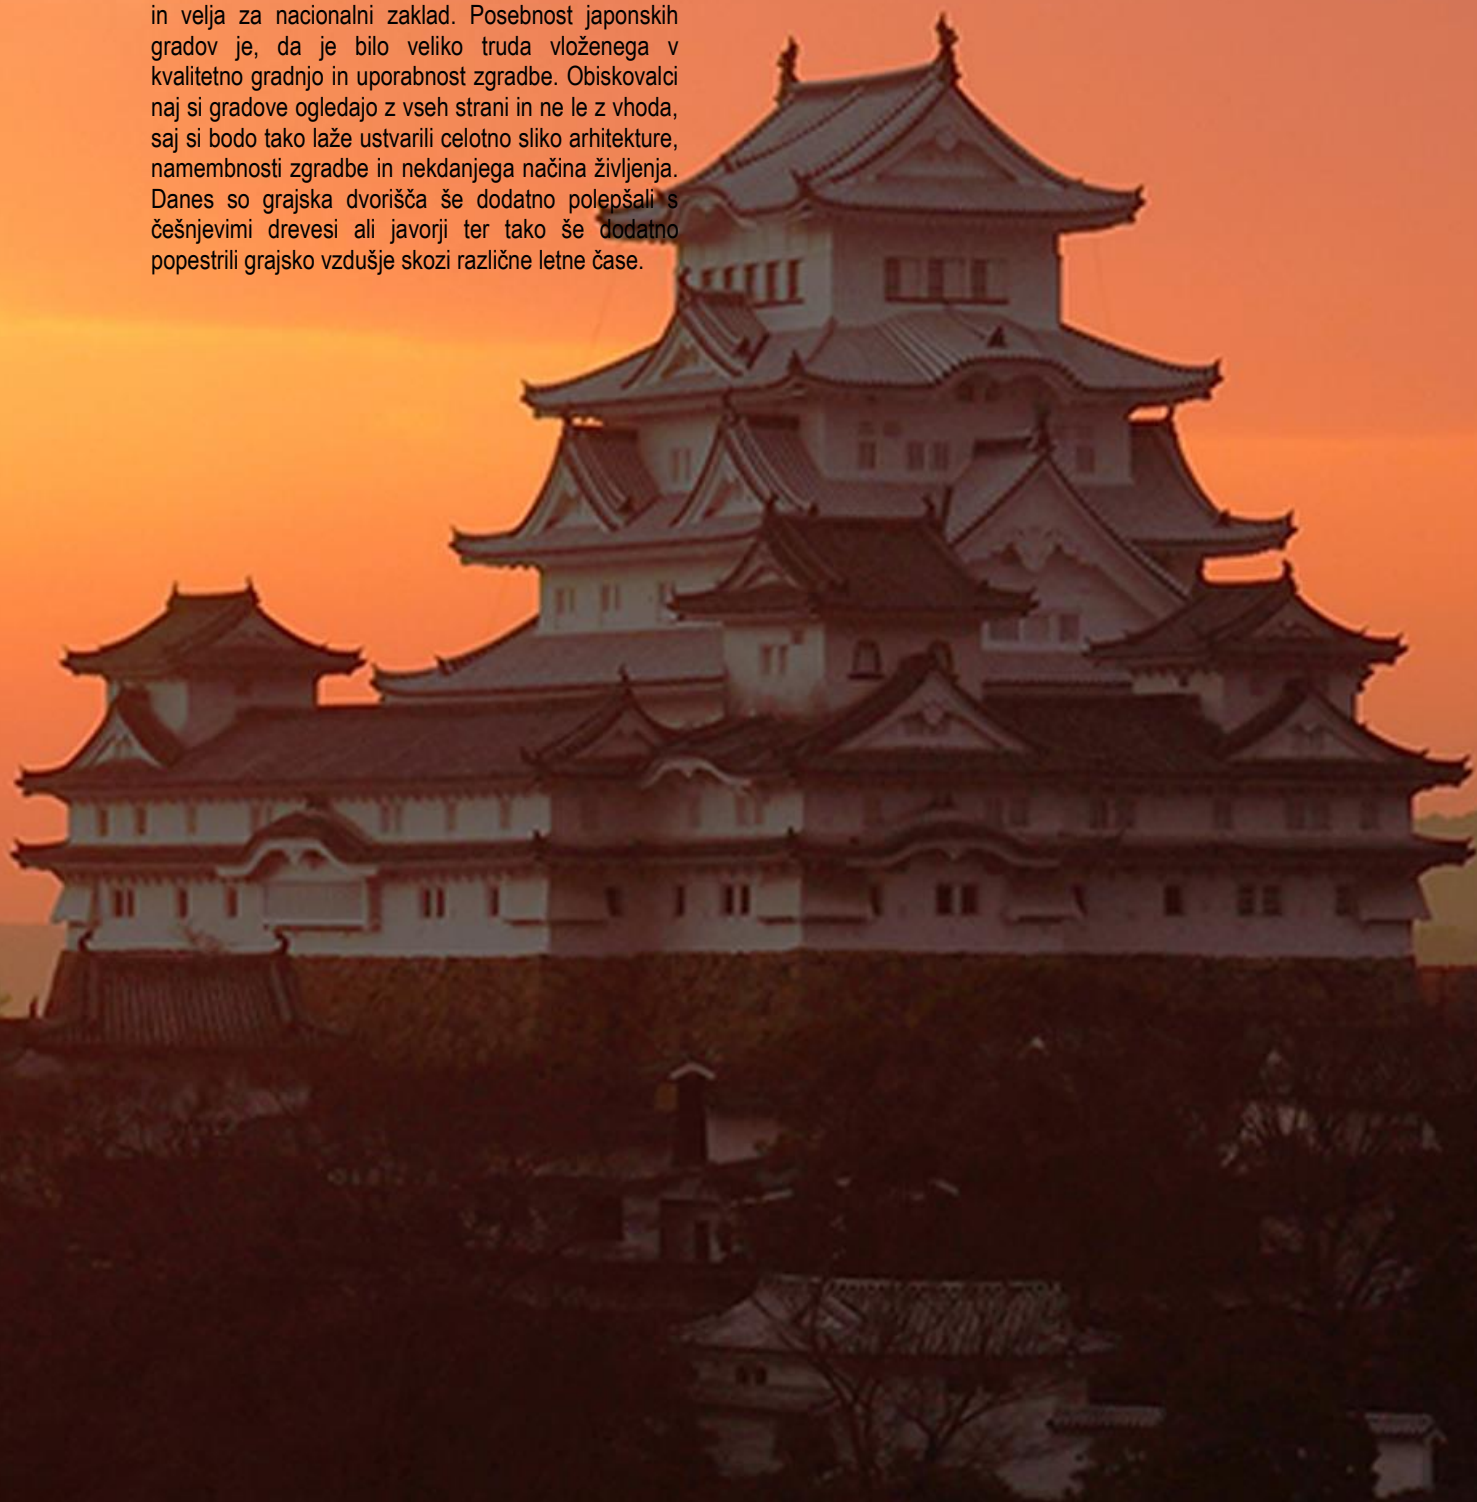 in velja za nacionalni zaklad. Posebnost japonskih
gradov je, da je bilo veliko truda vloženega v
kvalitetno gradnjo in uporabnost zgradbe. Obiskovalci
naj si gradove ogledajo z vseh strani in ne le z vhoda,
saj si bodo tako laže ustvarili celotno sliko arhitekture,
namembnosti zgradbe in nekdanjega načina življenja.
Danes so grajska dvorišča še dodatno polepšali s
češnjevimi drevesi ali javorji ter tako še dodatno
popestrili grajsko vzdušje skozi različne letne čase.